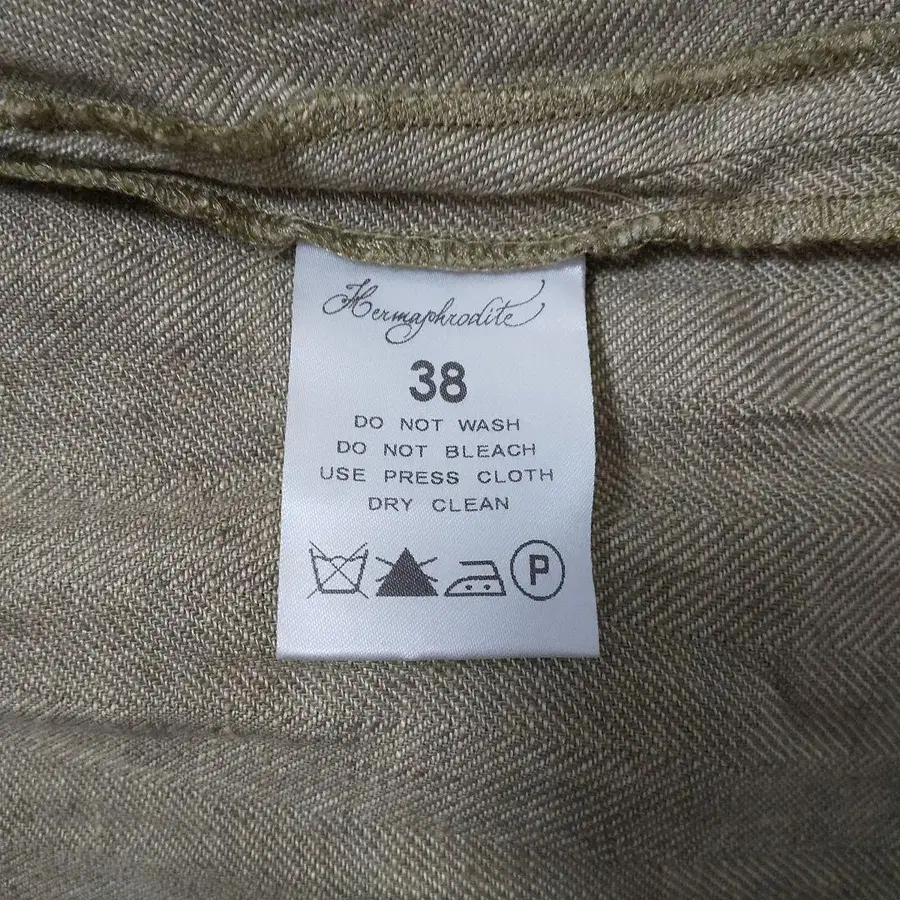 Hermaphrodite
38
DO NOT WASH
DO NOT BLEACH
USE PRESS CLOTH
DRY CLEAN
P